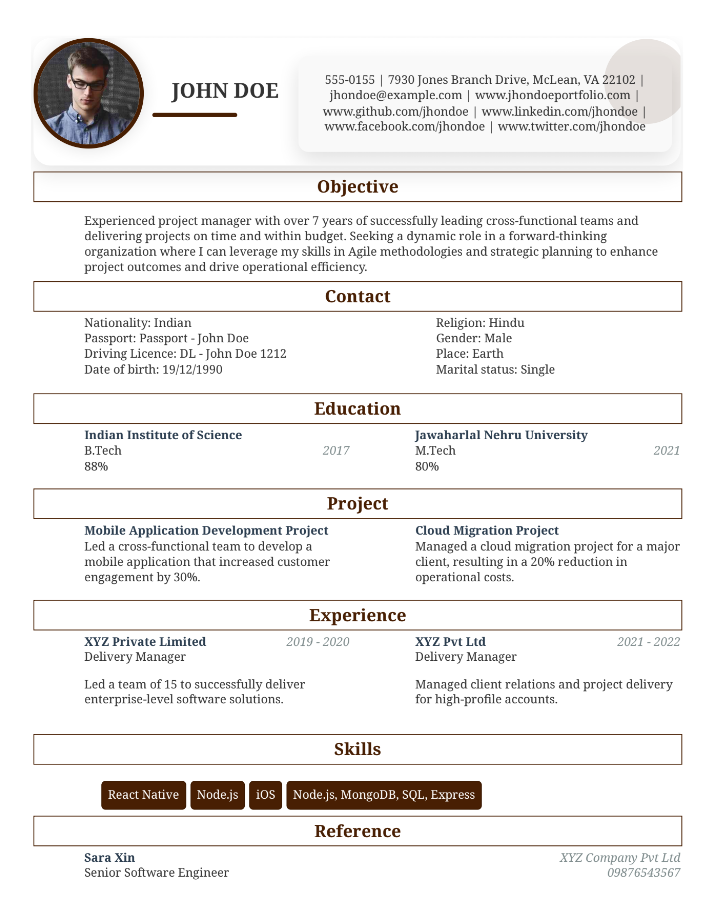 JOHN DOE
555-0155 | 7930 Jones Branch Drive, McLean, VA 22102 |
jhondoe@example.com | www.jhondoeportfolio.com |
www.github.com/jhondoe | www.linkedin.com/jhondoe |
www.facebook.com/jhondoe | www.twitter.com/jhondoe
Objective
Experienced project manager with over 7 years of successfully leading cross-functional teams and
delivering projects on time and within budget. Seeking a dynamic role in a forward-thinking
organization where I can leverage my skills in Agile methodologies and strategic planning to enhance
project outcomes and drive operational efficiency.
Contact
Nationality: Indian
Passport: Passport - John Doe
Driving Licence: DL - John Doe 1212
Date of birth: 19/12/1990
Religion: Hindu
Gender: Male
Place: Earth
Marital status: Single
Education
Indian Institute of Science
B.Tech 2017
88%
Jawaharlal Nehru University
M.Tech 2021
80%
Project
Mobile Application Development Project
Led a cross-functional team to develop a
mobile application that increased customer
engagement by 30%.
Cloud Migration Project
Managed a cloud migration project for a major
client, resulting in a 20% reduction in
operational costs.
Experience
XYZ Private Limited 2019 - 2020
Delivery Manager
Led a team of 15 to successfully deliver
enterprise-level software solutions.
XYZ Pvt Ltd 2021 - 2022
Delivery Manager
Managed client relations and project delivery
for high-profile accounts.
Skills
React Native Node.js iOS Node.js, MongoDB, SQL, Express
Reference
Sara Xin XYZ Company Pvt Ltd
Senior Software Engineer 09876543567